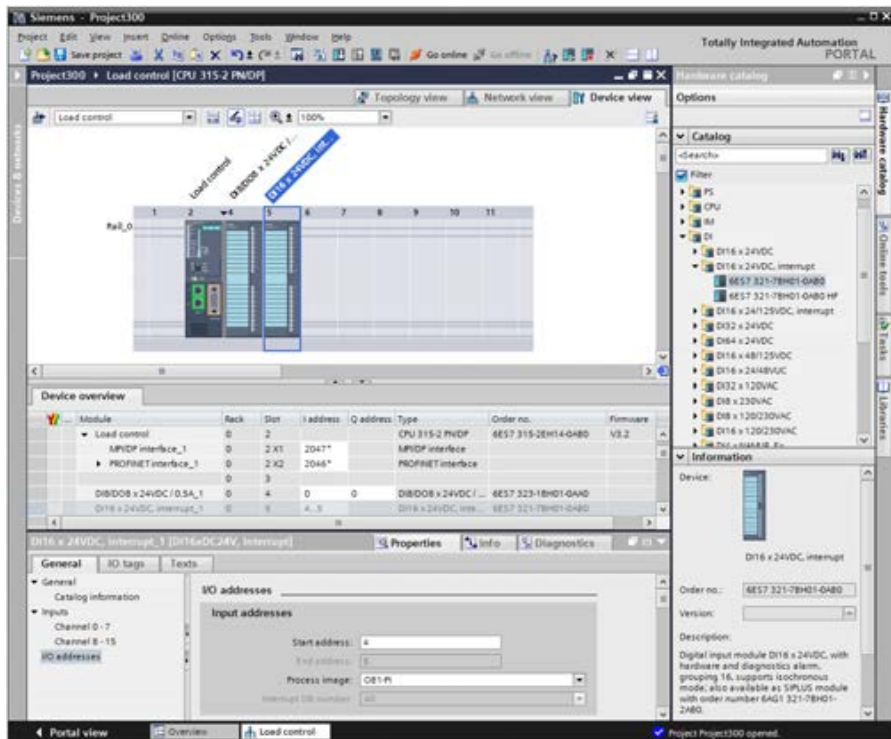 Siemens - Project300
Project Edit View Insert Online Options Tools Window Help
Save project
Go online
Go offline
Totally Integrated Automation
PORTAL
Project300 Load control [CPU 315-2 PN/DP]
Topology view
Network view
Device view
Load control
100%
Load control
DI8/DO8 x 24VDC / ...
DI16 x 24VDC, Int...
1 2 4 5 6 7 8 9 10 11
Rail_0
Devices & networks
Device overview
... Module Rack Slot I address Q address Type Order no. Firmware
Load control 0 2 CPU 315-2 PN/DP 6ES7 315-2EH14-0AB0 V3.2
MPI/DP interface_1 0 2 X1 2047* MPI/DP interface
PROFINET interface_1 0 2 X2 2046* PROFINET interface
0 3
DI8/DO8 x 24VDC / 0.5A_1 0 4 0 0 DI8/DO8 x 24VDC / ... 6ES7 323-1BH01-0AA0
DI16 x 24VDC, interrupt_1 0 5 4...5 DI16 x 24VDC, inte... 6ES7 321-7BH01-0AB0
DI16 x 24VDC, interrupt_1 [DI16xDC24V, Interrupt]
Properties
Info
Diagnostics
General
IO tags
Texts
General
Catalog information
Inputs
Channel 0 - 7
Channel 8 - 15
I/O addresses
I/O addresses
Input addresses
Start address: 4
End address: 5
Process image: OB1-PI
Interrupt OB number: 40
Hardware catalog
Options
Catalog
<Search>
Filter
PS
CPU
IM
DI
DI16 x 24VDC
DI16 x 24VDC, interrupt
6ES7 321-7BH01-0AB0
6ES7 321-7BH01-0AB0 HF
DI16 x 24/125VDC, interrupt
DI32 x 24VDC
DI64 x 24VDC
DI16 x 48/125VDC
DI16 x 24/48VUC
DI32 x 120VAC
DI8 x 230VAC
DI8 x 120/230VAC
DI16 x 120/230VAC
Information
Device:
DI16 x 24VDC, interrupt
Order no.: 6ES7 321-7BH01-0AB0
Version:
Description:
Digital input module DI16 x 24VDC, with
hardware and diagnostics alarm,
grouping 16, supports isochronous
mode; also available as SIPLUS module
with order number 6AG1 321-7BH01-
2AB0.
Hardware catalog
Online tools
Tasks
Libraries
Portal view
Overview
Load control
Project Project300 opened.